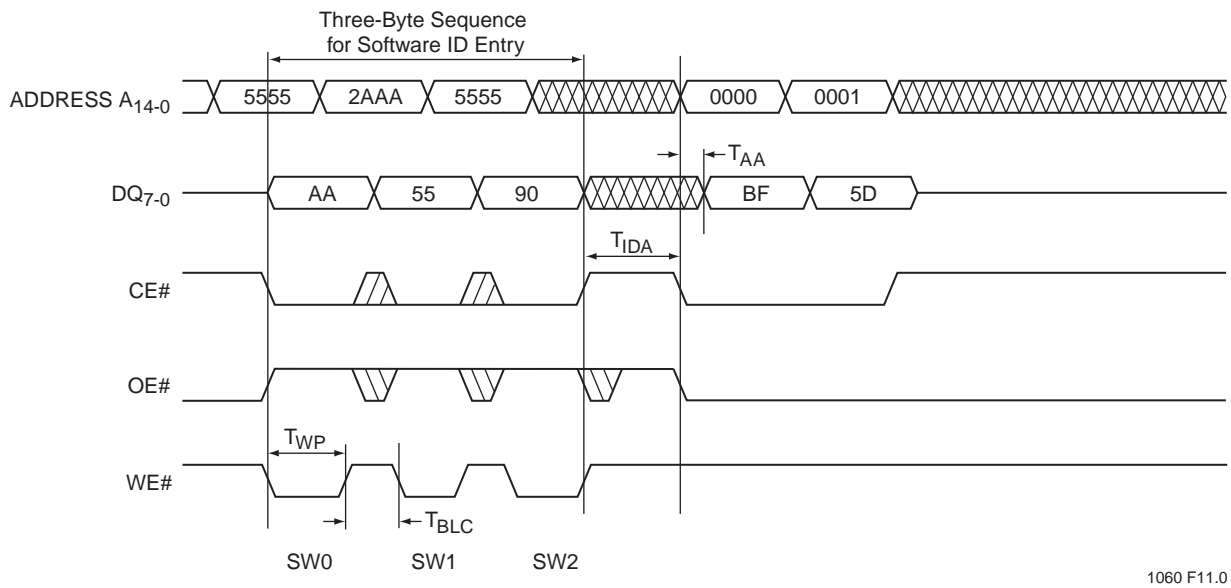 Three-Byte Sequence
for Software ID Entry
ADDRESS A14-0
5555
2AAA
5555
0000
0001
TAA
DQ7-0
AA
55
90
BF
5D
TIDA
CE#
OE#
TWP
WE#
TBLC
SW0
SW1
SW2
1060 F11.0